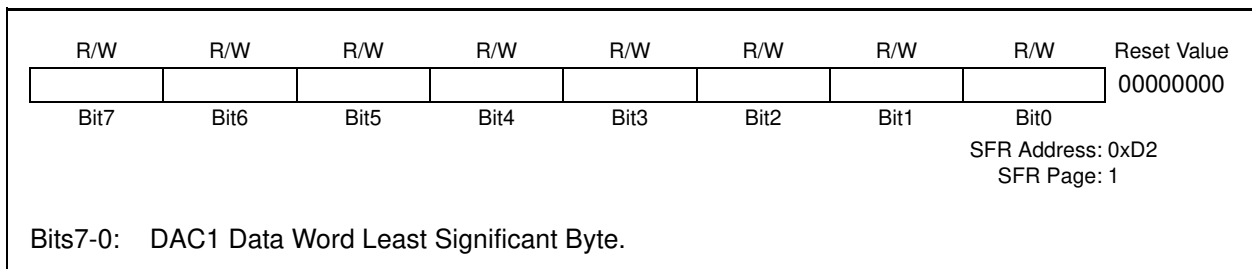 R/W R/W R/W R/W R/W R/W R/W R/W Reset Value
00000000
Bit7 Bit6 Bit5 Bit4 Bit3 Bit2 Bit1 Bit0
SFR Address: 0xD2
SFR Page: 1
Bits7-0: DAC1 Data Word Least Significant Byte.